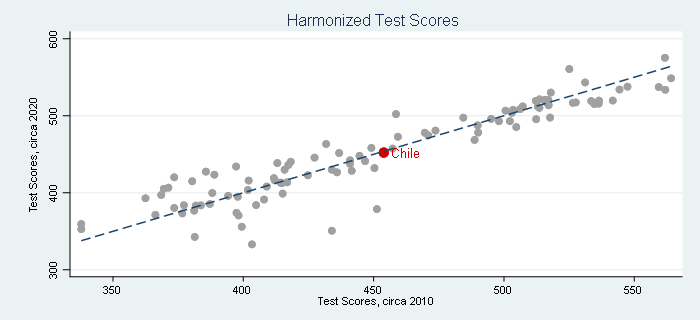 Harmonized Test Scores
Test Scores, circa 2020
600
500
400
300
Chile
350
400
450
500
550
Test Scores, circa 2010